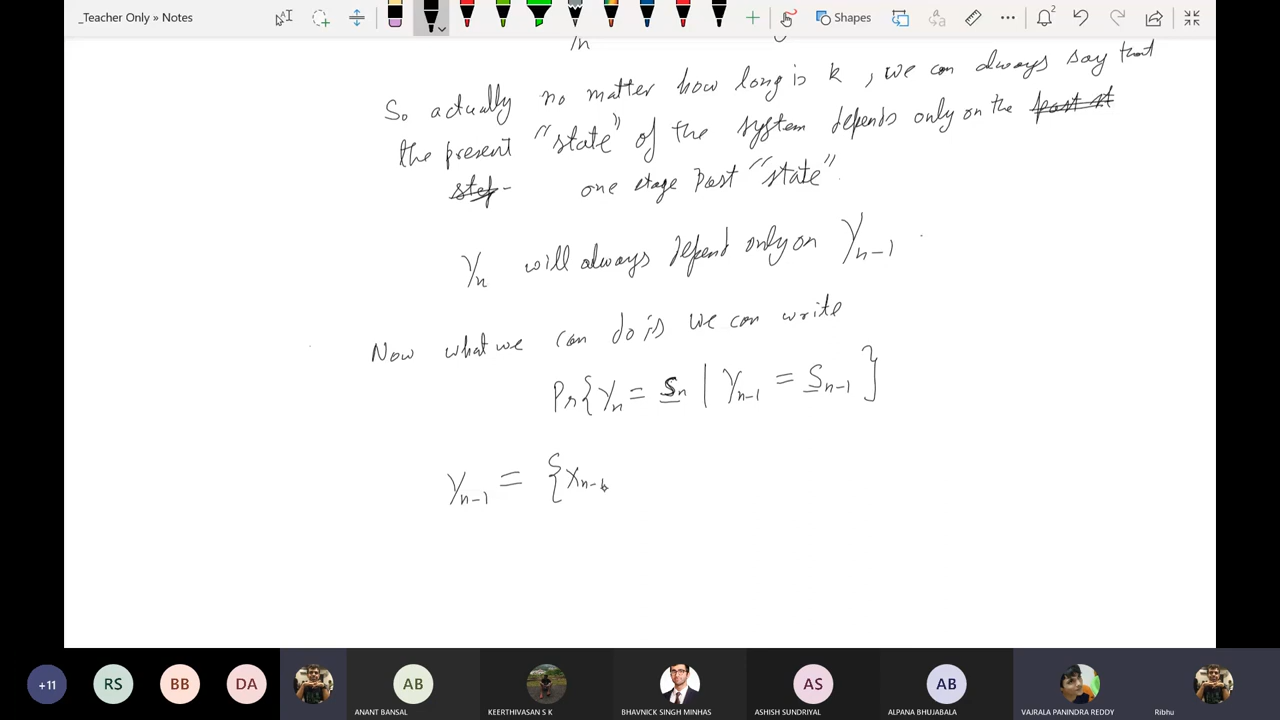 _Teacher Only » Notes
Shapes
So actually no matter how long is k, we can always say that
the present "state" of the system depends only on the past st
step- one stage past "state".
Yn will always depend only on Yn-1.
Now what we can do is we can write
Pr{Yn = Sn | Yn-1 = Sn-1}
Yn-1 = {Xn-k
+11 RS BB DA AB AS AB
ANANT BANSAL KEERTHIVASAN S K BHAVNICK SINGH MINHAS ASHISH SUNDRIYAL ALPANA BHUJABALA VAJRALA PANINDRA REDDY Ribhu